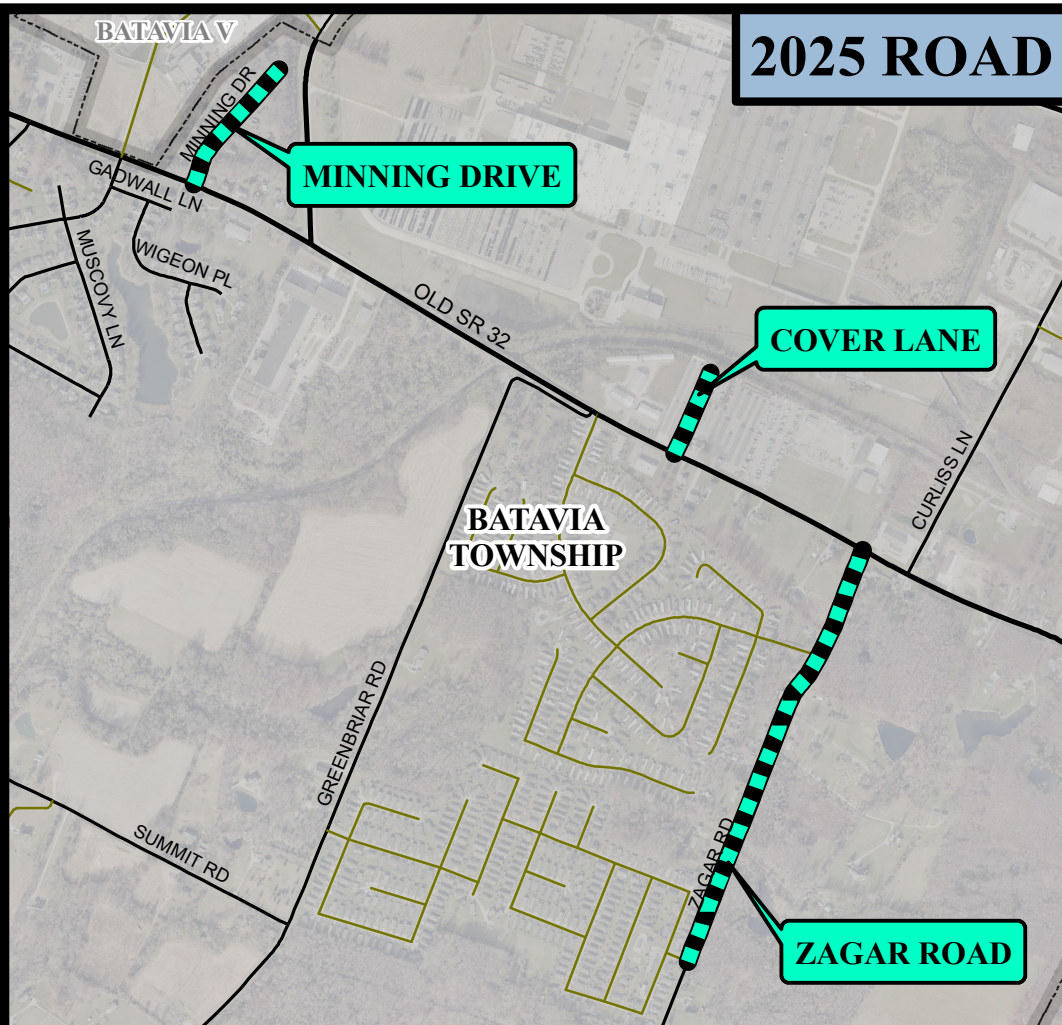 BATAVIA V
2025 ROAD
MINNING DR
MINNING DRIVE
GADWALL LN
MUSCOVY LN
WIGEON PL
OLD SR 32
COVER LANE
CURLISS LN
BATAVIA
TOWNSHIP
GREENBRIAR RD
SUMMIT RD
ZAGAR RD
ZAGAR ROAD